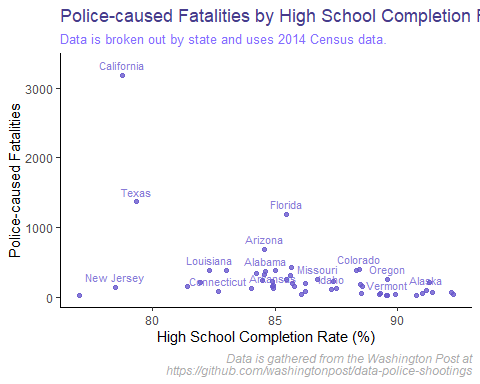 Police-caused Fatalities by High School Completion R
Data is broken out by state and uses 2014 Census data.
California
3000
Texas
Florida
2000
1000
Arizona
Louisiana
Alabama
Colorado
Missouri
Oregon
New Jersey
Connecticut
Arkansas
Idaho
Alaska
Vermont
0
80
85
90
Police-caused Fatalities
High School Completion Rate (%)
Data is gathered from the Washington Post at
https://github.com/washingtonpost/data-police-shootings